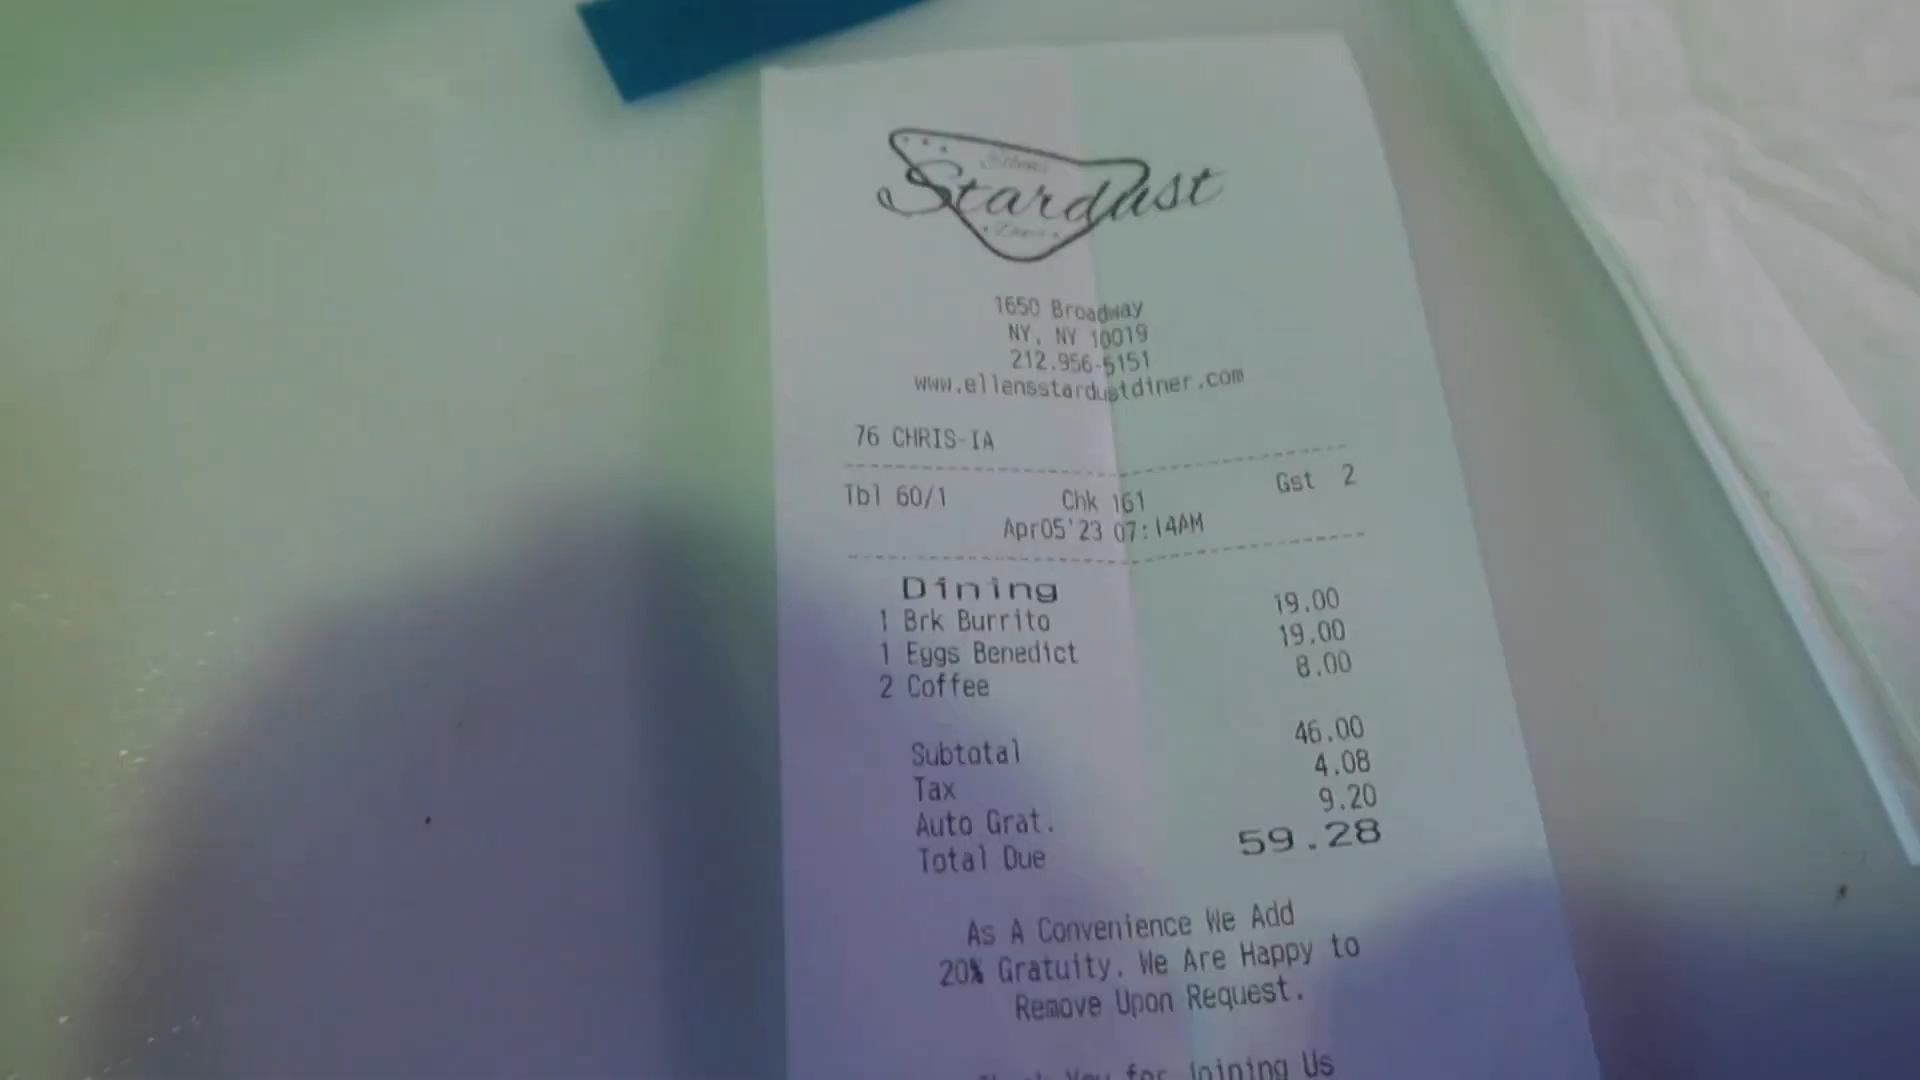 Stardust
1650 Broadway
NY, NY 10019
212.956-5151
www.ellensstardustdiner.com
76 CHRIS-IA
Tbl 60/1 Chk 161 Gst 2
Apr05'23 07:14AM
Dining
1 Brk Burrito 19.00
1 Eggs Benedict 19.00
2 Coffee 8.00
Subtotal 46.00
Tax 4.08
Auto Grat. 9.20
Total Due 59.28
As A Convenience We Add
20% Gratuity. We Are Happy to
Remove Upon Request.
You for Joining Us